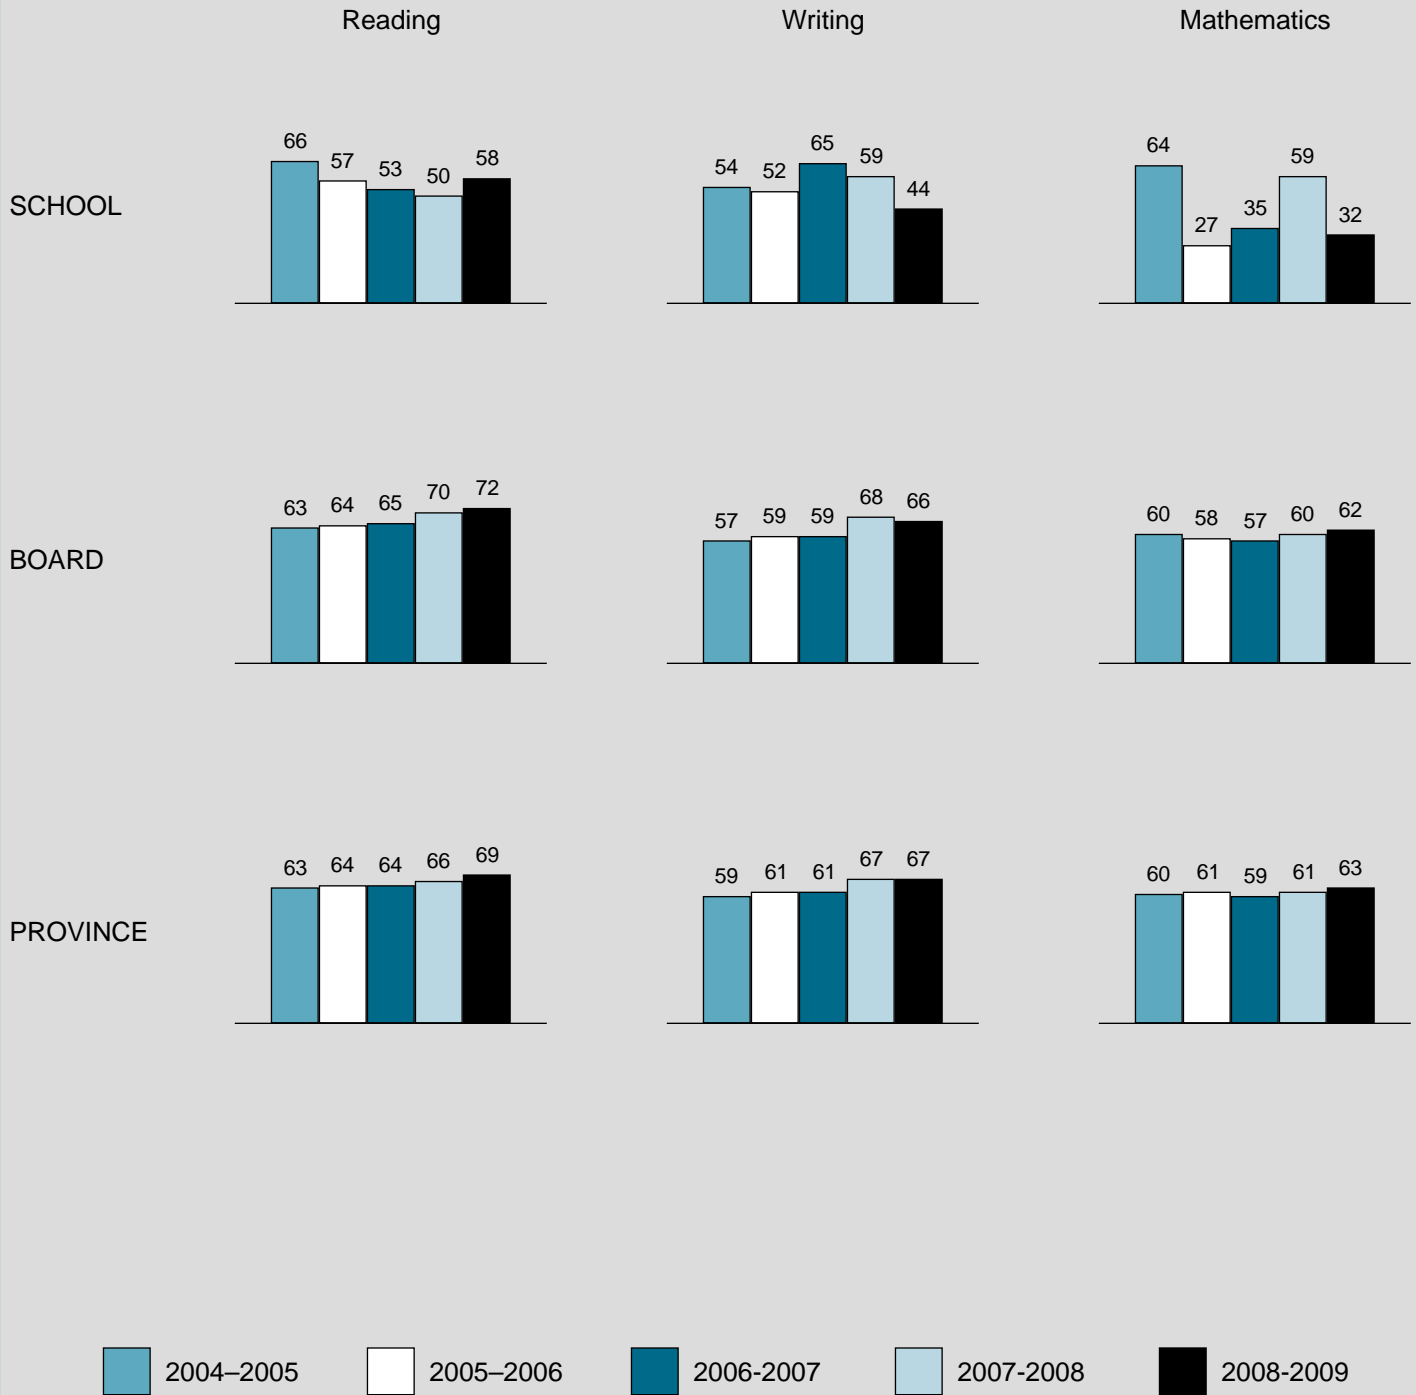 Reading Writing Mathematics
SCHOOL
66 57 53 50 58
54 52 65 59 44
64 27 35 59 32
BOARD
63 64 65 70 72
57 59 59 68 66
60 58 57 60 62
PROVINCE
63 64 64 66 69
59 61 61 67 67
60 61 59 61 63
2004–2005 2005–2006 2006-2007 2007-2008 2008-2009